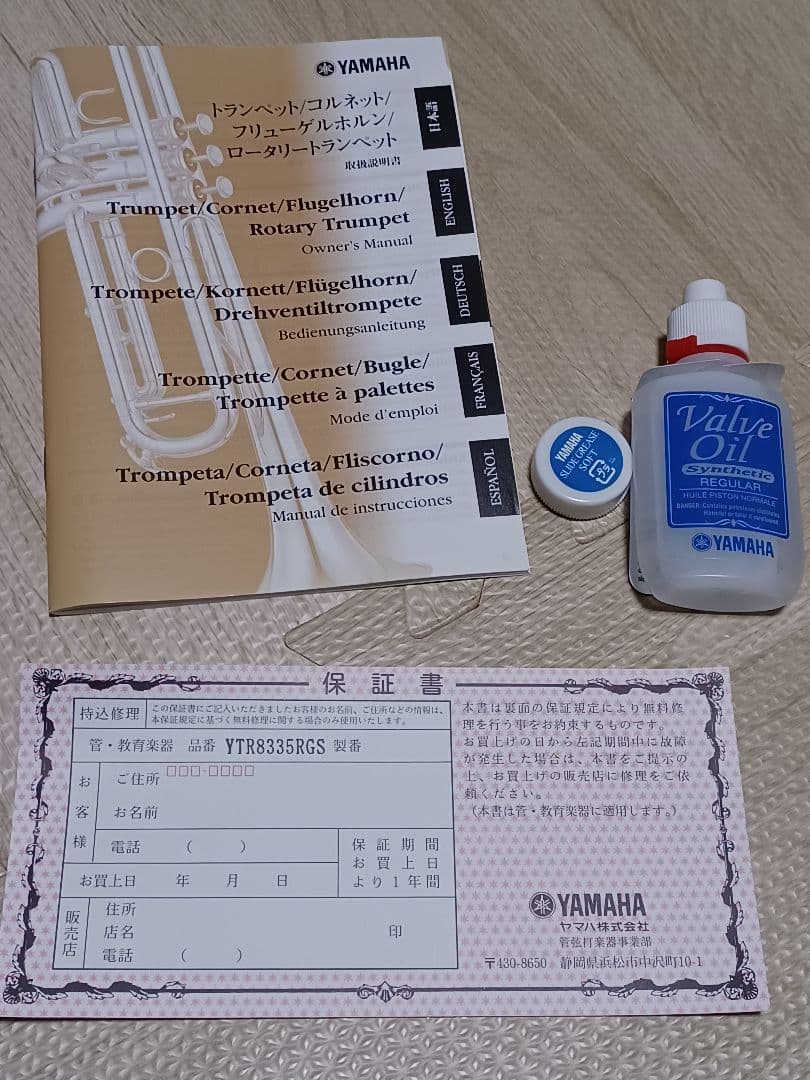 YAMAHA
トランペット/コルネット/
フリューゲルホルン/
ロータリートランペット
取扱説明書
日本語
Trumpet/Cornet/Flugelhorn/
Rotary Trumpet
Owner's Manual
ENGLISH
Trompete/Kornett/Flügelhorn/
Drehventiltrompete
Bedienungsanleitung
DEUTSCH
Trompette/Cornet/Bugle/
Trompette à palettes
Mode d'emploi
FRANÇAIS
Trompeta/Corneta/Fliscorno/
Trompeta de cilindros
Manual de instrucciones
ESPAÑOL
YAMAHA
SLIDE GREASE
SOFT
Valve
Oil
Synthetic
REGULAR
HUILE PISTON NORMALE
DANGER: Contains petroleum distillates.
Harmful or fatal if swallowed.
YAMAHA
保証書
持込修理
この保証書にご記入いただきましたお客様のお名前、ご住所などの情報は、
本保証規定に基づく無料修理に関する場合のみ使用いたします。
管・教育楽器 品番 YTR8335RGS 製番
お客様
ご住所 □□□-□□□□
お名前
電話 ( )
お買上日 年 月 日
保証期間
お買上日
より1年間
販売店
住所
店名 印
電話 ( )
本書は裏面の保証規定により無料修
理を行う事をお約束するものです。
お買上げの日から左記期間中に故障
が発生した場合は、本書をご提示の
上、お買上げの販売店に修理をご依
頼ください。
(本書は管・教育楽器に適用します。)
YAMAHA
ヤマハ株式会社
管弦打楽器事業部
〒430-8650 静岡県浜松市中沢町10-1